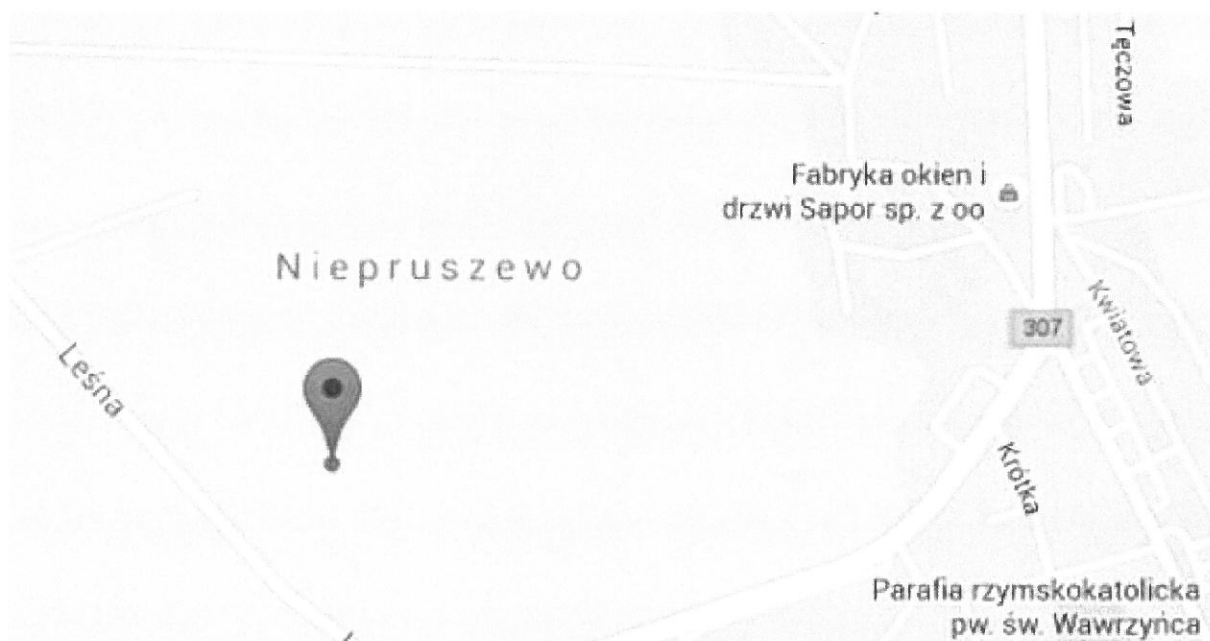 Tęczowa
Fabryka okien i
drzwi Sapor sp. z oo
Niepruszewo
307
Kwiatowa
Leśna
Krótka
Parafia rzymskokatolicka
pw. św. Wawrzyńca